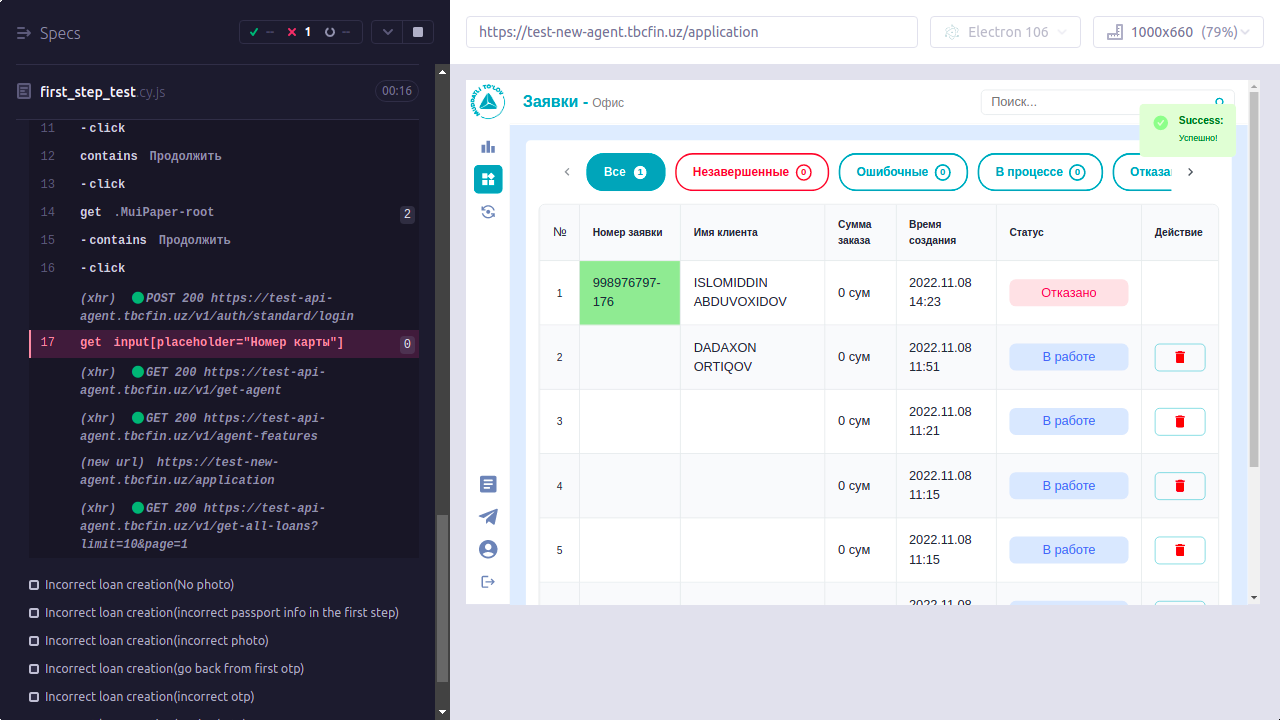 Specs
1
https://test-new-agent.tbcfin.uz/application
Electron 106
1000x660 (79%)
first_step_test.cy.js
00:16
11 -click
12 contains Продолжить
13 -click
14 get .MuiPaper-root 2
15 -contains Продолжить
16 -click
(xhr) POST 200 https://test-api-
agent.tbcfin.uz/v1/auth/standard/login
17 get input[placeholder="Номер карты"] 0
(xhr) GET 200 https://test-api-
agent.tbcfin.uz/v1/get-agent
(xhr) GET 200 https://test-api-
agent.tbcfin.uz/v1/agent-features
(new url) https://test-new-
agent.tbcfin.uz/application
(xhr) GET 200 https://test-api-
agent.tbcfin.uz/v1/get-all-loans?
limit=10&page=1
Incorrect loan creation(No photo)
Incorrect loan creation(incorrect passport info in the first step)
Incorrect loan creation(incorrect photo)
Incorrect loan creation(go back from first otp)
Incorrect loan creation(incorrect otp)
MUDDATLI TO'LOV
Заявки - Офис
Поиск...
Success:
Успешно!
Все 1
Незавершенные 0
Ошибочные 0
В процессе 0
Отказа
№ Номер заявки Имя клиента Сумма заказа Время создания Статус Действие
1 998976797-176 ISLOMIDDIN ABDUVOXIDOV 0 сум 2022.11.08 14:23 Отказано
2 DADAXON ORTIQOV 0 сум 2022.11.08 11:51 В работе
3 0 сум 2022.11.08 11:21 В работе
4 0 сум 2022.11.08 11:15 В работе
5 0 сум 2022.11.08 11:15 В работе
2022.11.08